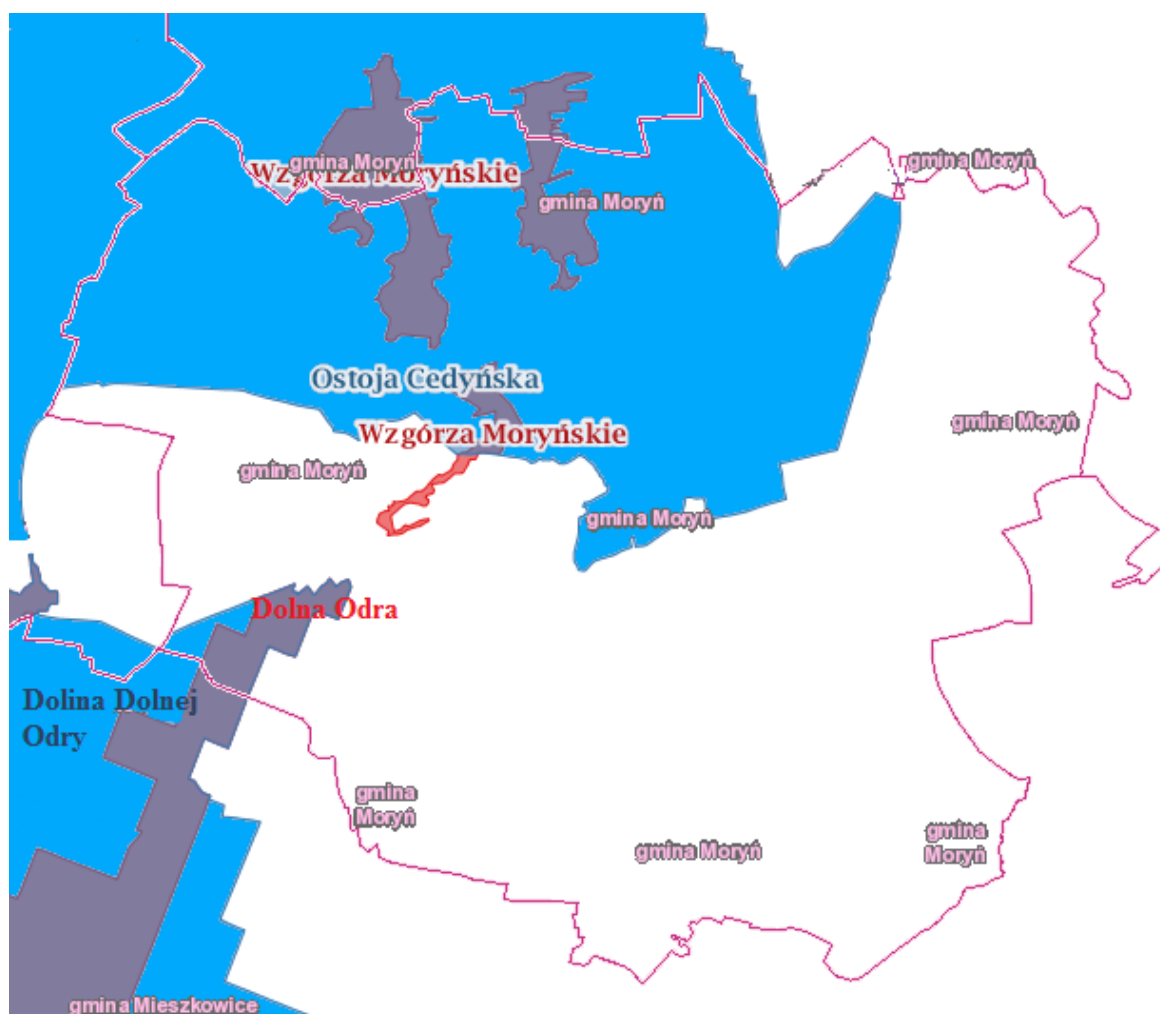 gmina Moryń
gmina Moryń
Wzgórza Moryńskie
gmina Moryń
Ostoja Cedyńska
gmina Moryń
Wzgórza Moryńskie
gmina Moryń
gmina Moryń
Dolna Odra
Dolina Dolnej
Odry
gmina
Moryń
gmina
Moryń
gmina Moryń
gmina Mieszkowice